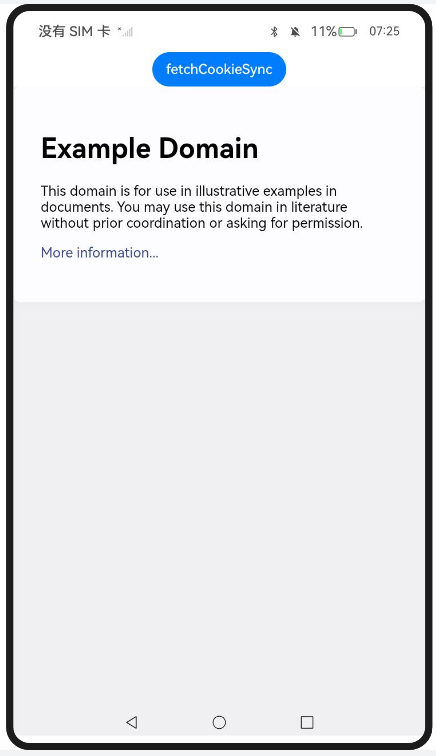 没有 SIM 卡 11% 07:25
fetchCookieSync
Example Domain
This domain is for use in illustrative examples in
documents. You may use this domain in literature
without prior coordination or asking for permission.
More information...